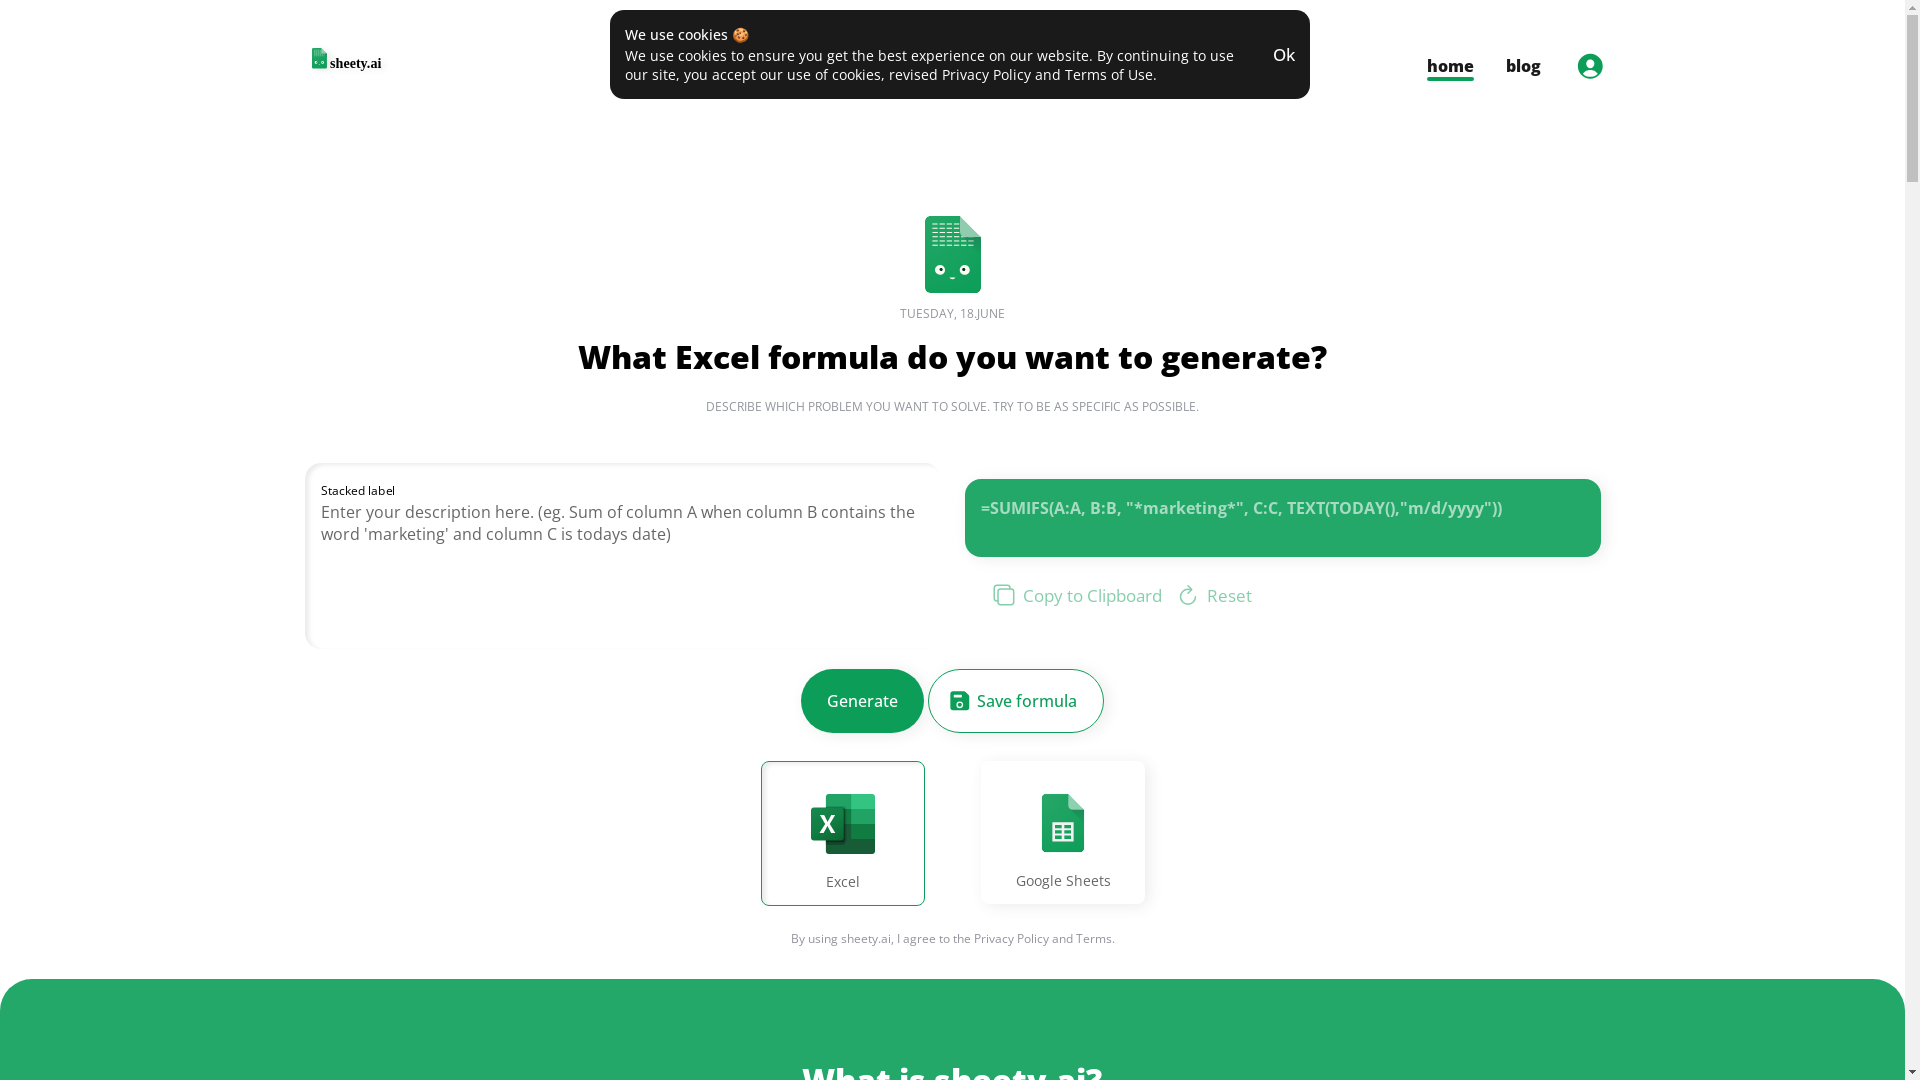 We use cookies 🍪
We use cookies to ensure you get the best experience on our website. By continuing to use
our site, you accept our use of cookies, revised Privacy Policy and Terms of Use.
Ok
sheety.ai
home
blog
TUESDAY, 18.JUNE
What Excel formula do you want to generate?
DESCRIBE WHICH PROBLEM YOU WANT TO SOLVE. TRY TO BE AS SPECIFIC AS POSSIBLE.
Stacked label
Enter your description here. (eg. Sum of column A when column B contains the
word 'marketing' and column C is todays date)
=SUMIFS(A:A, B:B, "*marketing*", C:C, TEXT(TODAY(),"m/d/yyyy"))
Copy to Clipboard
Reset
Generate
Save formula
X
Excel
Google Sheets
By using sheety.ai, I agree to the Privacy Policy and Terms.
What is sheety.ai?